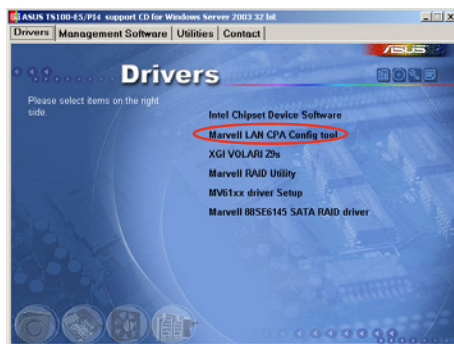 ASUS TS100-E5/PI4 support CD for Windows Server 2003 32 bit
Drivers Management Software Utilities Contact
ASUS
Drivers
Please select items on the right
side.
Intel Chipset Device Software
Marvell LAN CPA Config tool
XGI VOLARI Z9s
Marvell RAID Utility
MV61xx driver Setup
Marvell 88SE6145 SATA RAID driver